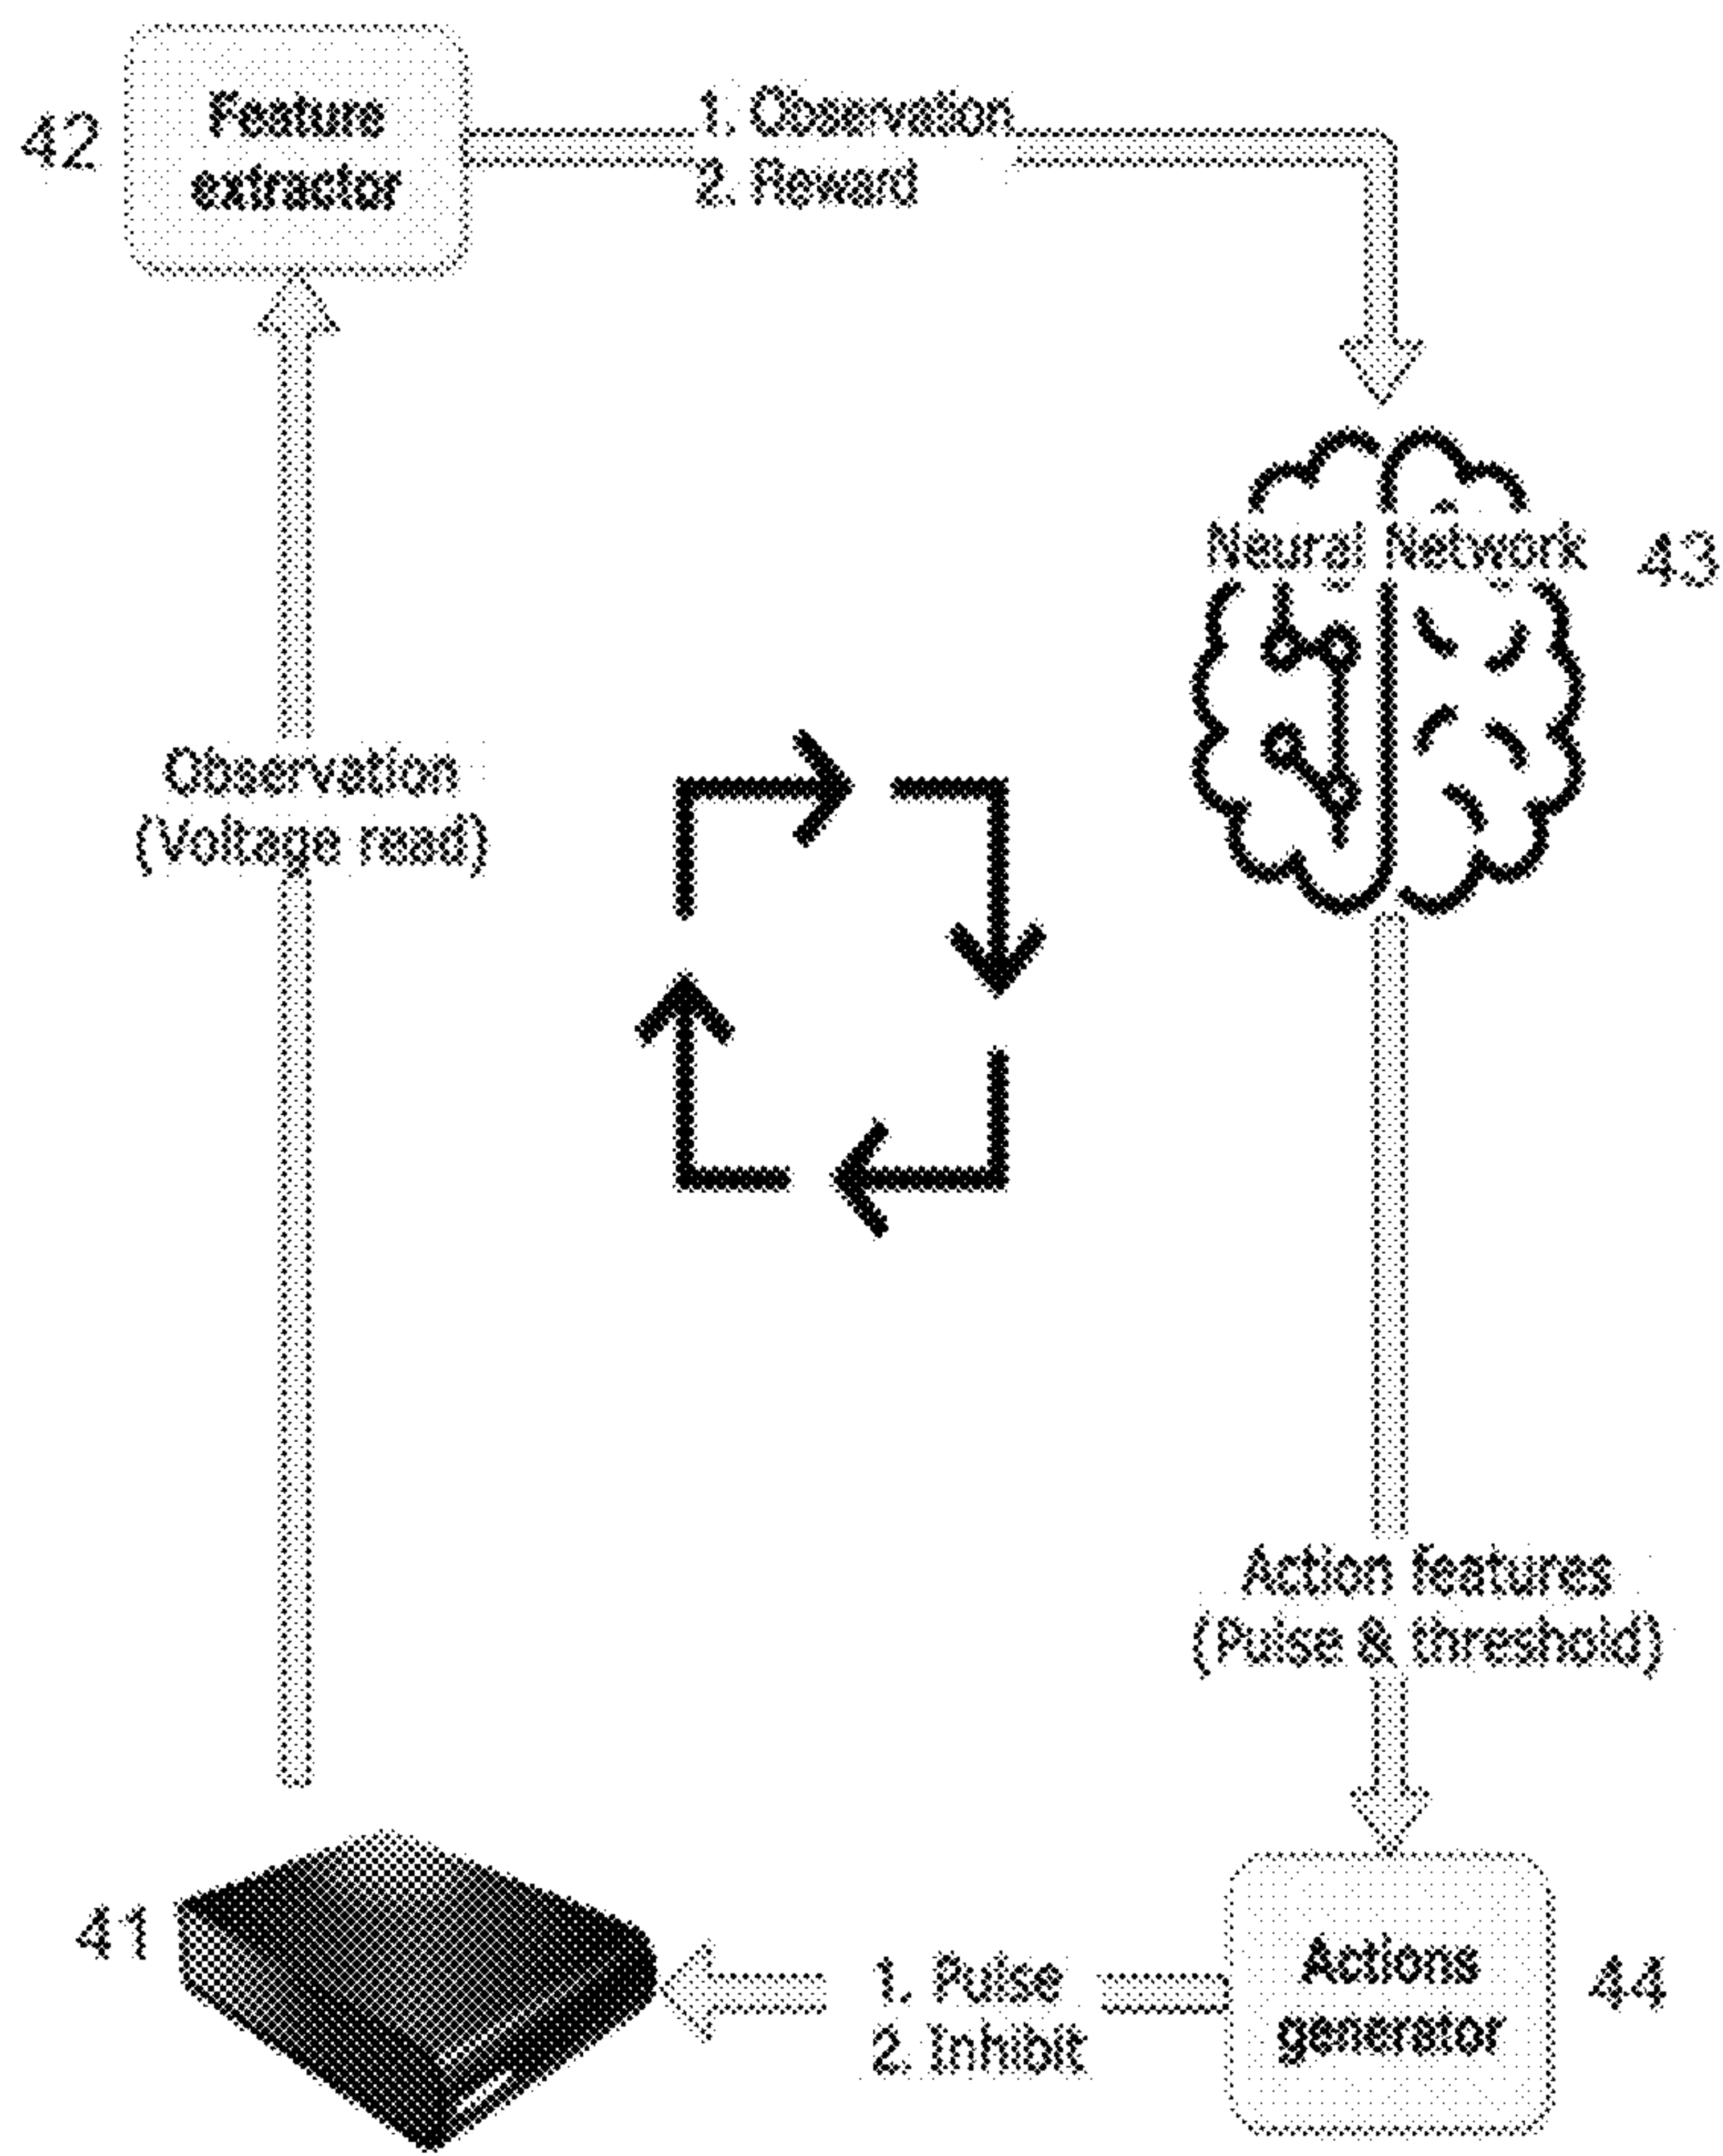 42
Feature
extractor
1. Observation
2. Reward
Neural Network
43
Observation
(Voltage read)
Action features
(Pulse & threshold)
41
1. Pulse
2. Inhibit
Actions
generator
44